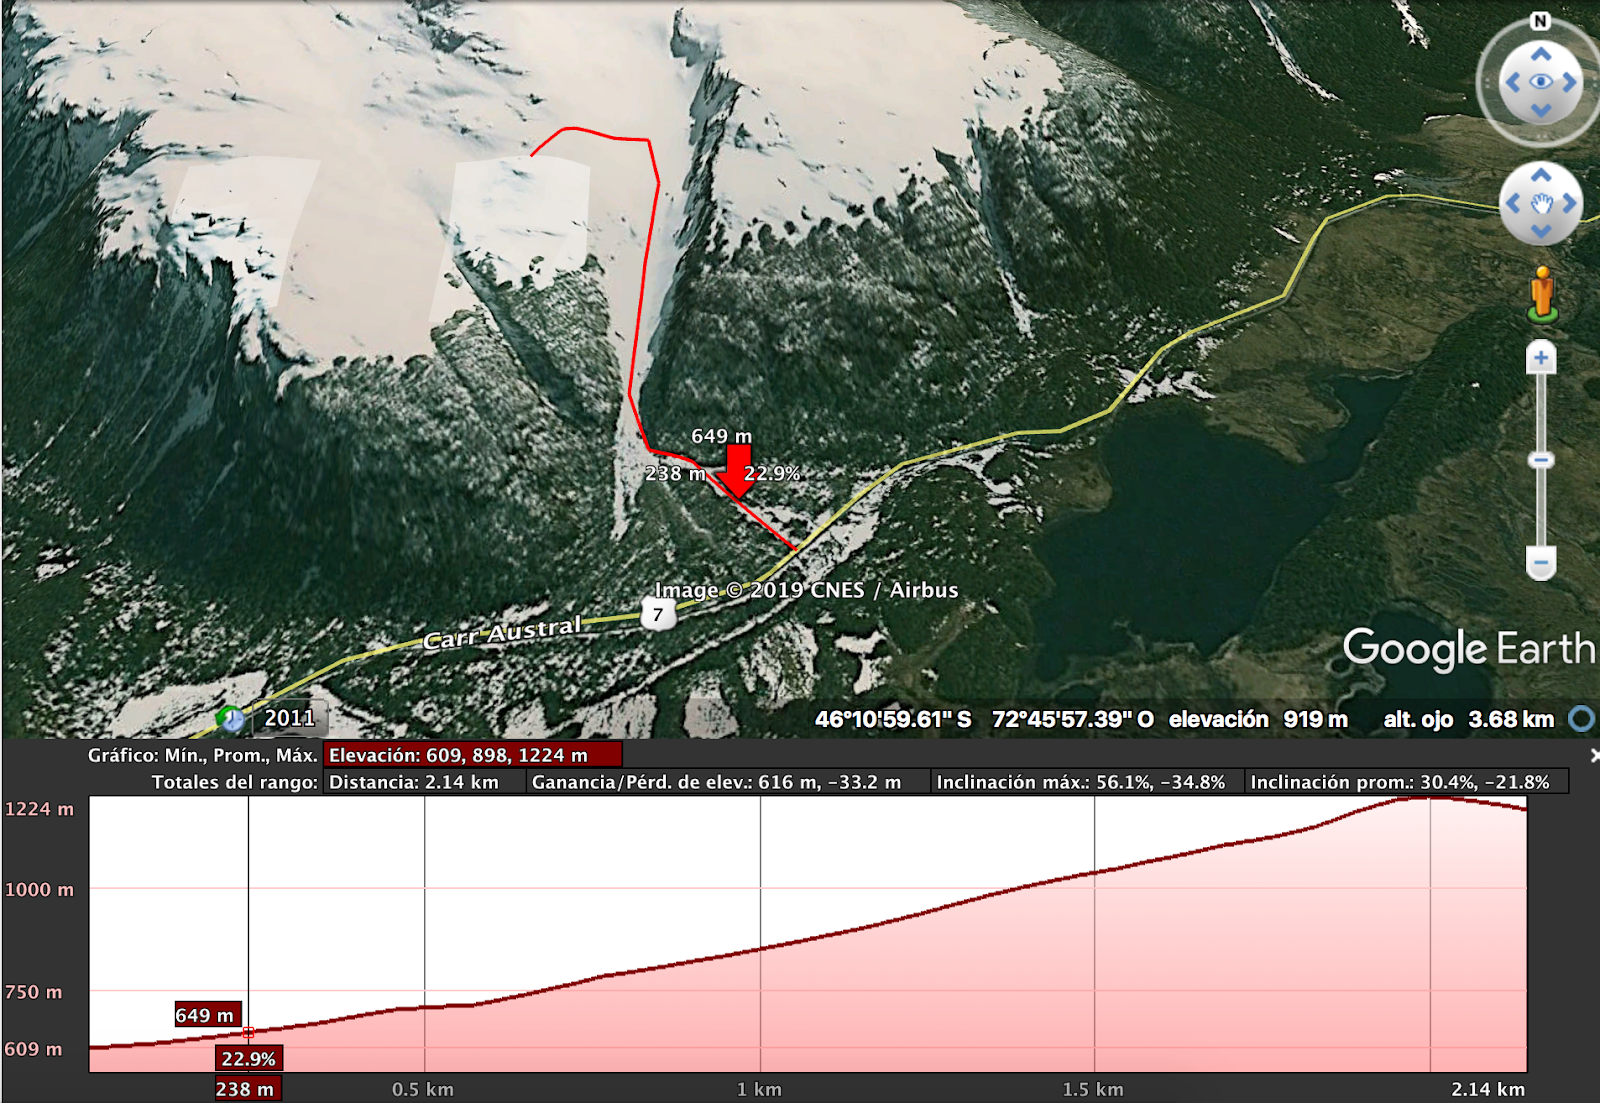 N
649 m
238 m
22.9%
Image © 2019 CNES / Airbus
7
Carr Austral
Google Earth
2011
46°10'59.61" S 72°45'57.39" O elevación 919 m alt. ojo 3.68 km
Gráfico: Mín., Prom., Máx. Elevación: 609, 898, 1224 m
Totales del rango: Distancia: 2.14 km Ganancia/Pérd. de elev.: 616 m, -33.2 m Inclinación máx.: 56.1%, -34.8% Inclinación prom.: 30.4%, -21.8%
1224 m
1000 m
750 m
649 m
609 m
22.9%
238 m 0.5 km 1 km 1.5 km 2.14 km